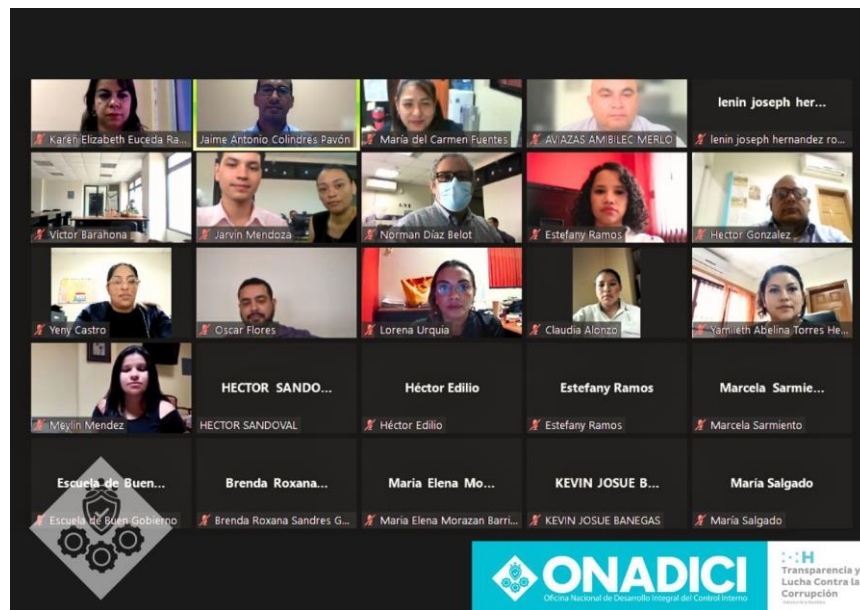 lenin joseph her...
Karen Elizabeth Euceda Ra...
Jaime Antonio Colindres Pavón
María del Carmen Fuentes
AVIAZAS AMIBILEC MERLO
lenin joseph hernandez ro...
Victor Barahona
Jarvin Mendoza
Norman Díaz Belot
Estefany Ramos
Hector Gonzalez
Yeny Castro
Oscar Flores
Lorena Urquia
Claudia Alonzo
Yamileth Abelina Torres He...
HECTOR SANDO...
Héctor Edilio
Estefany Ramos
Marcela Sarmie...
Meylin Mendez
HECTOR SANDOVAL
Héctor Edilio
Estefany Ramos
Marcela Sarmiento
Escuela de Buen...
Brenda Roxana...
Maria Elena Mo...
KEVIN JOSUE B...
María Salgado
Escuela de Buen Gobierno
Brenda Roxana Sandres G...
Maria Elena Morazan Barri...
KEVIN JOSUE BANEGAS
María Salgado
ONADICI
Oficina Nacional de Desarrollo Integral del Control Interno
H
Transparencia y
Lucha Contra la
Corrupción